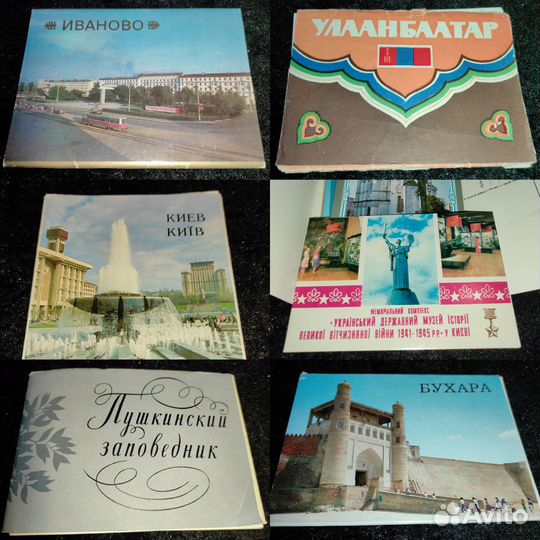 ИВАНОВО
УЛААНБААТАР
КИЕВ
КИЇВ
МЕМОРІАЛЬНИЙ КОМПЛЕКС
«УКРАЇНСЬКИЙ ДЕРЖАВНИЙ МУЗЕЙ ІСТОРІЇ
ВЕЛИКОЇ ВІТЧИЗНЯНОЇ ВІЙНИ 1941-1945 РР.» У КИЄВІ
Пушкинский
заповедник
БУХАРА
Avito